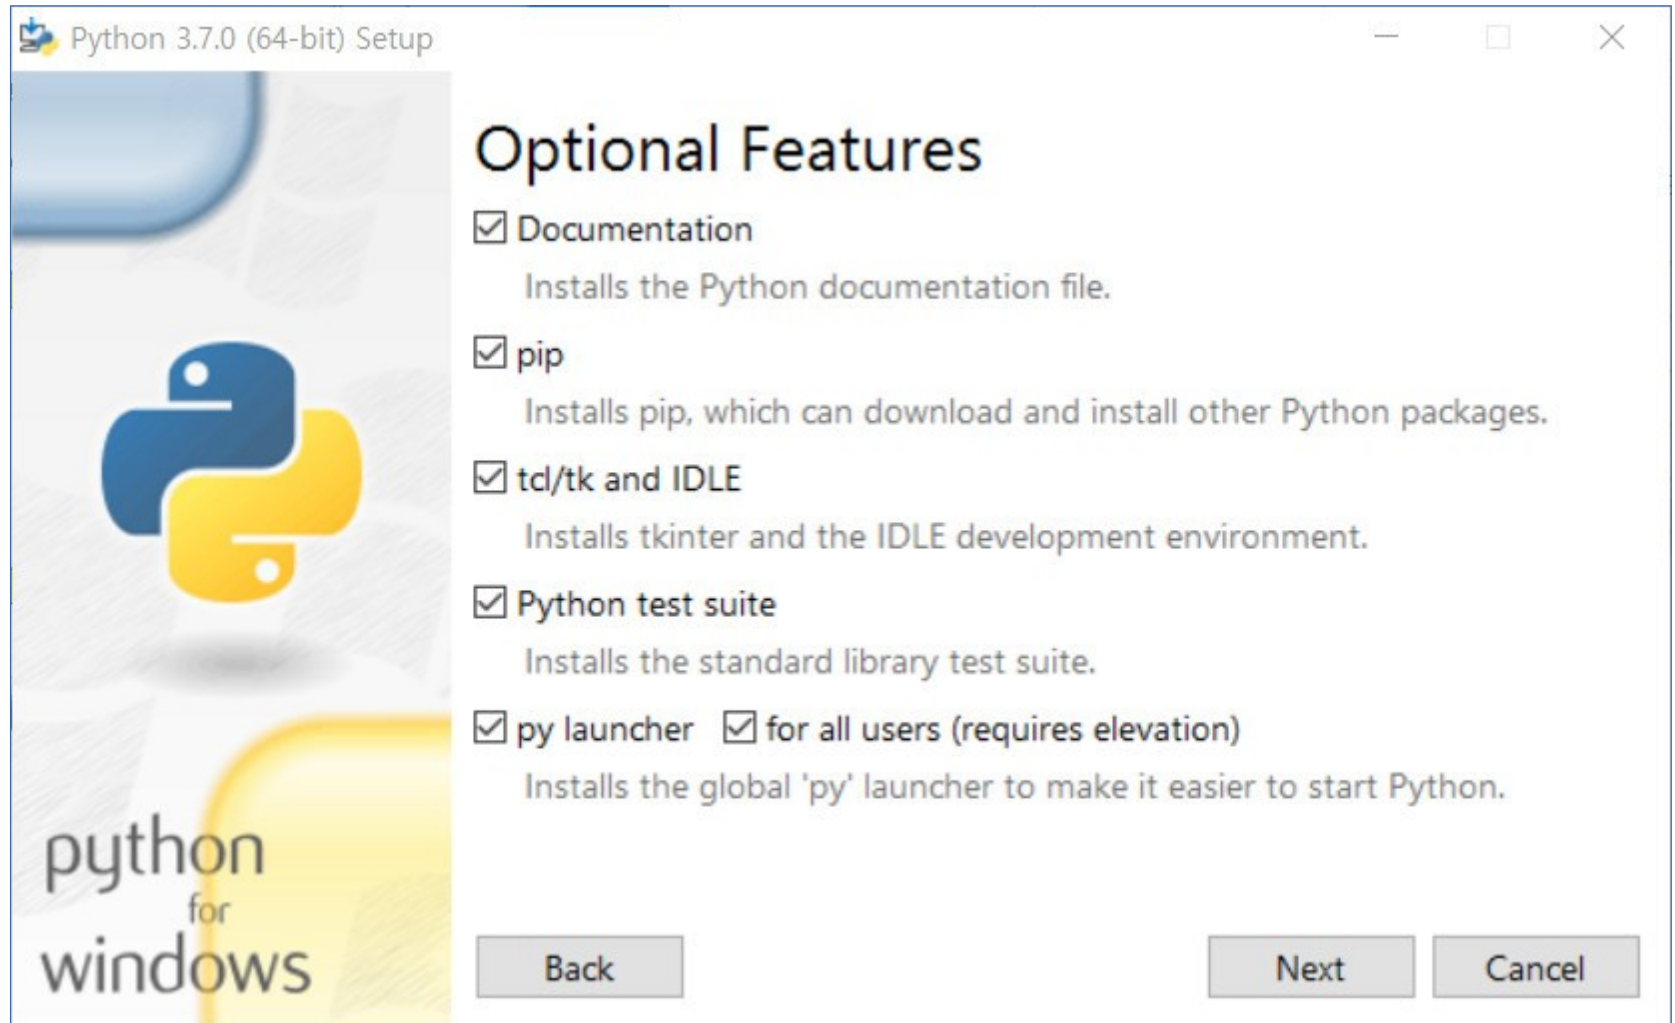 Python 3.7.0 (64-bit) Setup
Optional Features
Documentation
Installs the Python documentation file.
pip
Installs pip, which can download and install other Python packages.
tcl/tk and IDLE
Installs tkinter and the IDLE development environment.
Python test suite
Installs the standard library test suite.
py launcher for all users (requires elevation)
Installs the global 'py' launcher to make it easier to start Python.
python
for
windows
Back Next Cancel